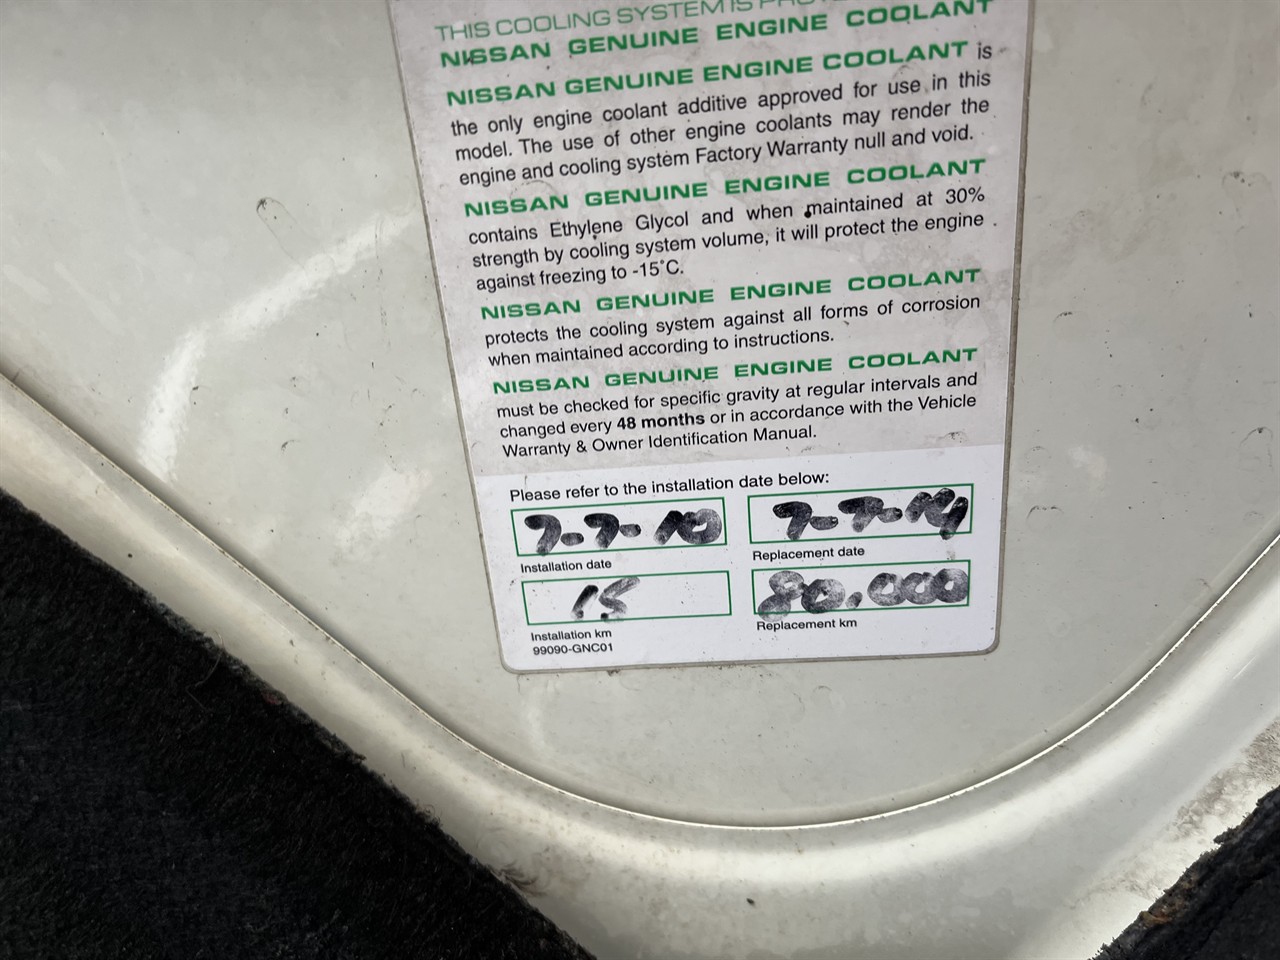 THIS COOLING SYSTEM IS
NISSAN GENUINE ENGINE COOLANT
NISSAN GENUINE ENGINE COOLANT is
the only engine coolant additive approved for use in this
model. The use of other engine coolants may render the
engine and cooling system Factory Warranty null and void.
NISSAN GENUINE ENGINE COOLANT
contains Ethylene Glycol and when maintained at 30%
strength by cooling system volume, it will protect the engine
against freezing to -15°C.
NISSAN GENUINE ENGINE COOLANT
protects the cooling system against all forms of corrosion
when maintained according to instructions.
NISSAN GENUINE ENGINE COOLANT
must be checked for specific gravity at regular intervals and
changed every 48 months or in accordance with the Vehicle
Warranty & Owner Identification Manual.
Please refer to the installation date below:
7-7-10 7-7-14
Installation date Replacement date
15 80,000
Installation km Replacement km
99090-GNC01